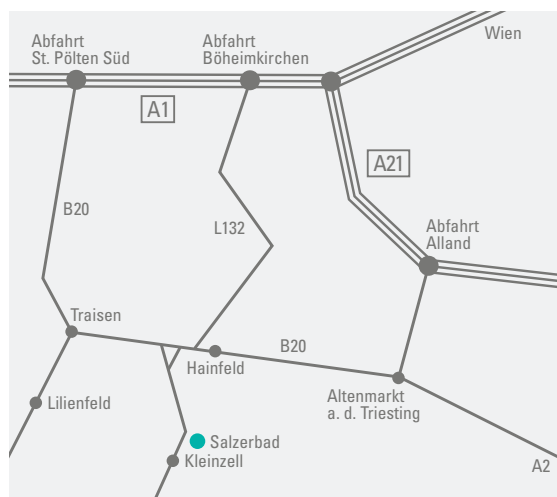 Abfahrt
St. Pölten Süd
Abfahrt
Böheimkirchen
Wien
A1
A21
B20
L132
Abfahrt
Alland
Traisen
B20
Hainfeld
Altenmarkt
a. d. Triesting
Lilienfeld
Salzerbad
Kleinzell
A2